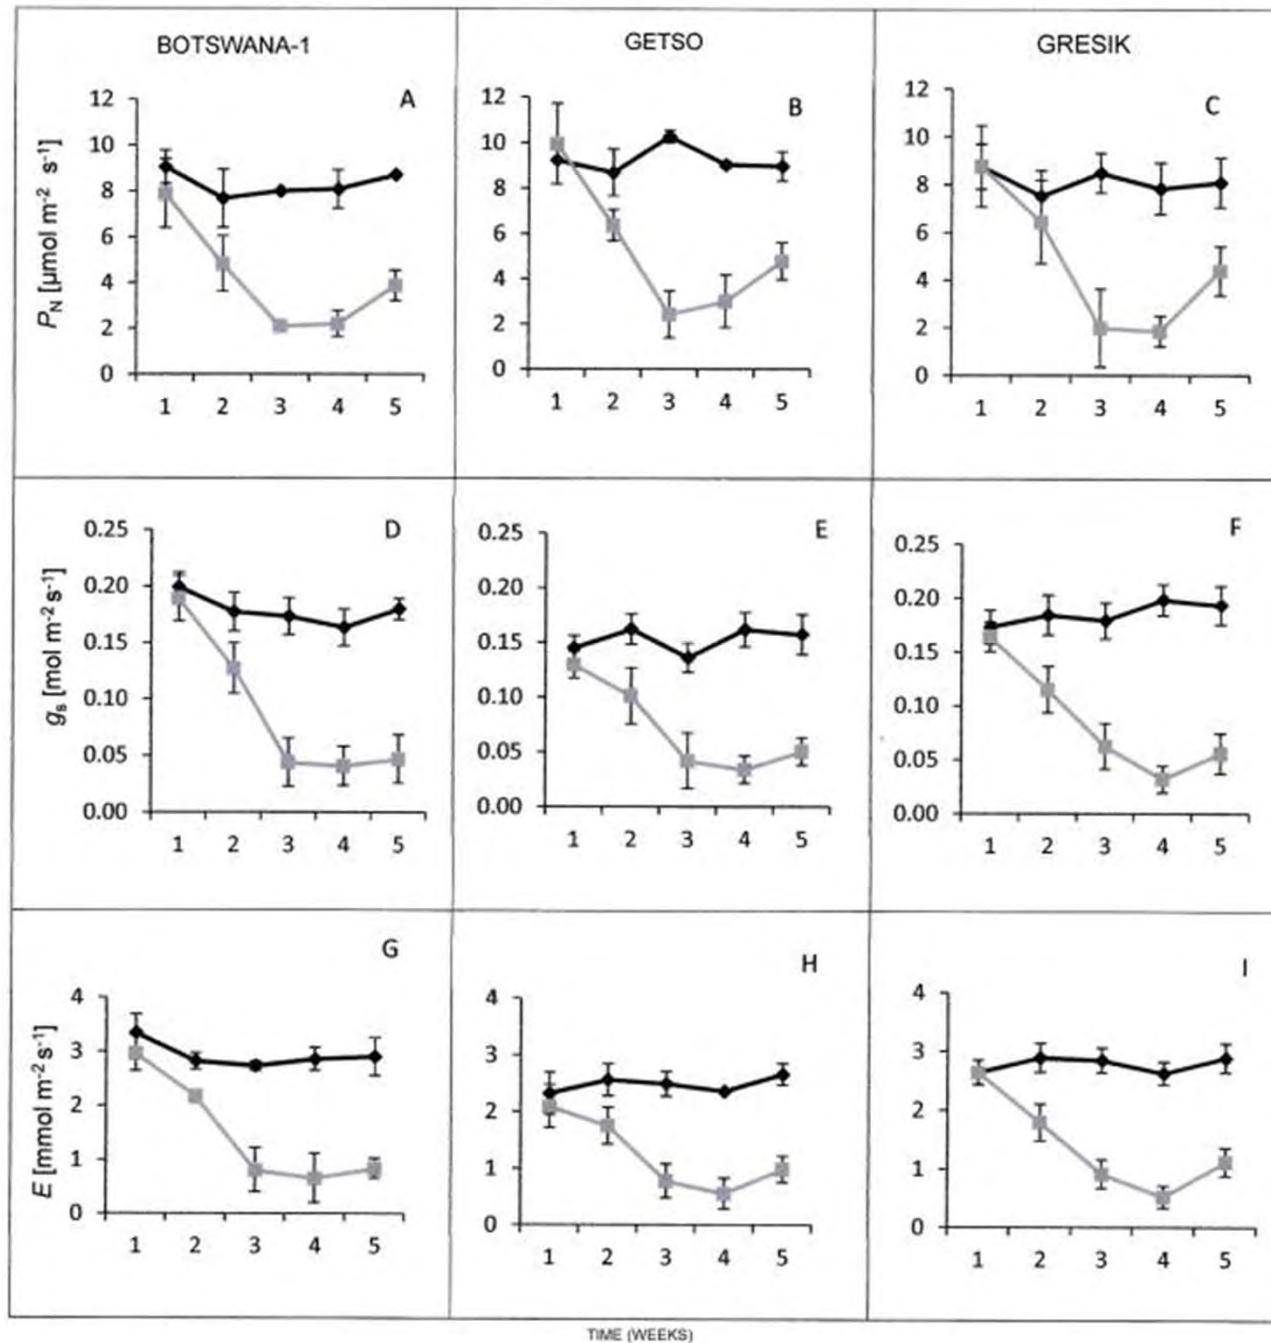 BOTSWANA-1 GETSO GRESIK
A
P_N [µmol m⁻² s⁻¹]
12
10
8
6
4
2
0
1 2 3 4 5
B
12
10
8
6
4
2
0
1 2 3 4 5
C
12
10
8
6
4
2
0
1 2 3 4 5
D
g_s [mol m⁻² s⁻¹]
0.25
0.20
0.15
0.10
0.05
0.00
1 2 3 4 5
E
0.25
0.20
0.15
0.10
0.05
0.00
1 2 3 4 5
F
0.25
0.20
0.15
0.10
0.05
0.00
1 2 3 4 5
G
E [mmol m⁻² s⁻¹]
4
3
2
1
0
1 2 3 4 5
H
4
3
2
1
0
1 2 3 4 5
I
4
3
2
1
0
1 2 3 4 5
TIME (WEEKS)